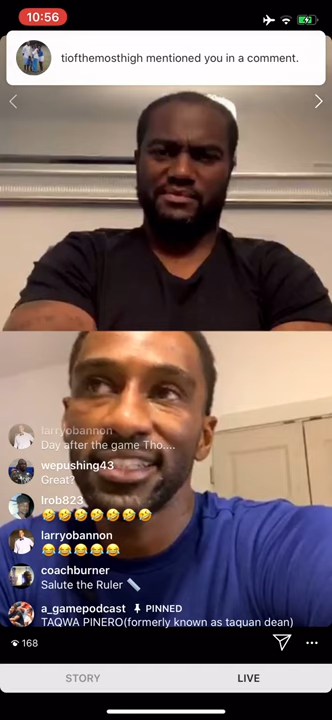 10:56
tiofthemosthigh mentioned you in a comment.
larryobannon
Day after the game Tho....
wepushing43
Great?
lrob823
larryobannon
coachburner
Salute the Ruler
a_gamepodcast PINNED
TAQWA PINERO(formerly known as taquan dean)
168
STORY
LIVE